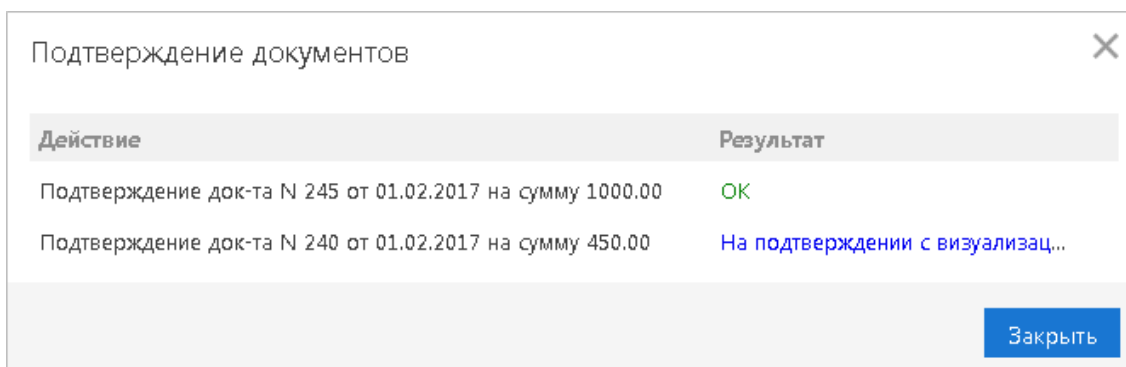 Подтверждение документов
Действие Результат
Подтверждение док-та N 245 от 01.02.2017 на сумму 1000.00 ОК
Подтверждение док-та N 240 от 01.02.2017 на сумму 450.00 На подтверждении с визуализац...
Закрыть